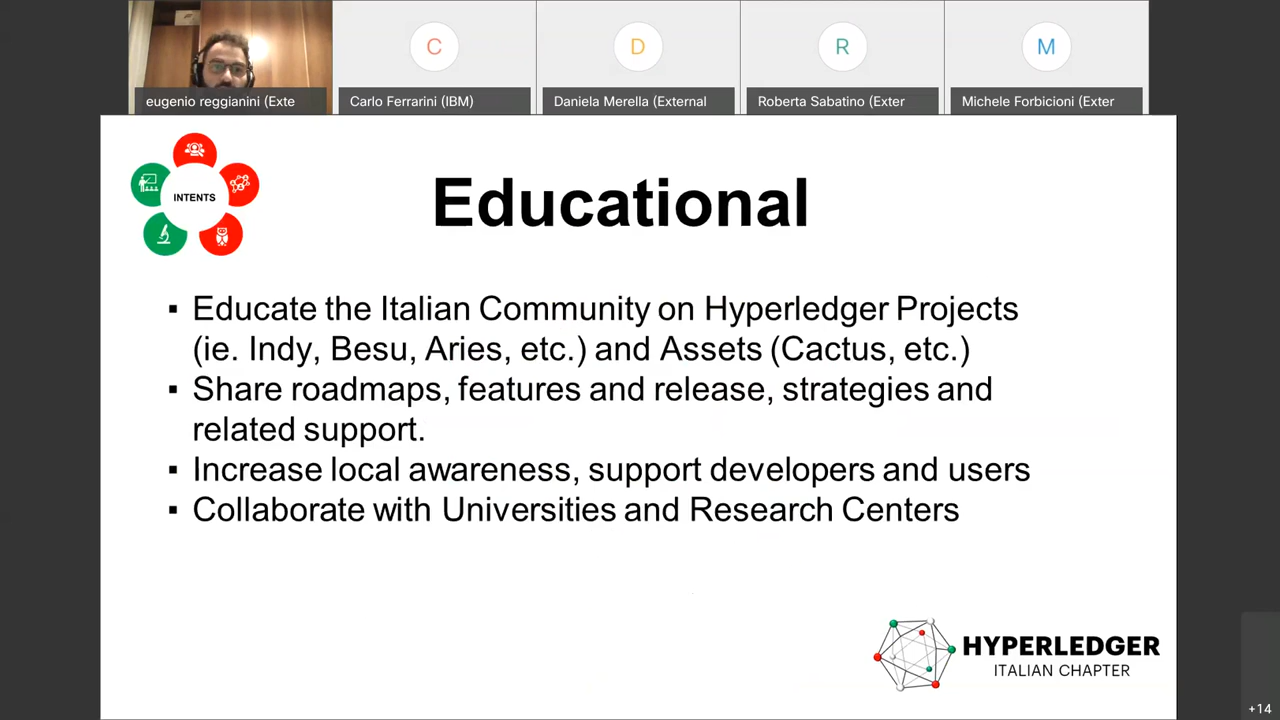 C
D
R
M
eugenio reggianini (Exte
Carlo Ferrarini (IBM)
Daniela Merella (External
Roberta Sabatino (Exter
Michele Forbicioni (Exter
INTENTS
Educational
▪ Educate the Italian Community on Hyperledger Projects
(ie. Indy, Besu, Aries, etc.) and Assets (Cactus, etc.)
▪ Share roadmaps, features and release, strategies and
related support.
▪ Increase local awareness, support developers and users
▪ Collaborate with Universities and Research Centers
HYPERLEDGER
ITALIAN CHAPTER
+14